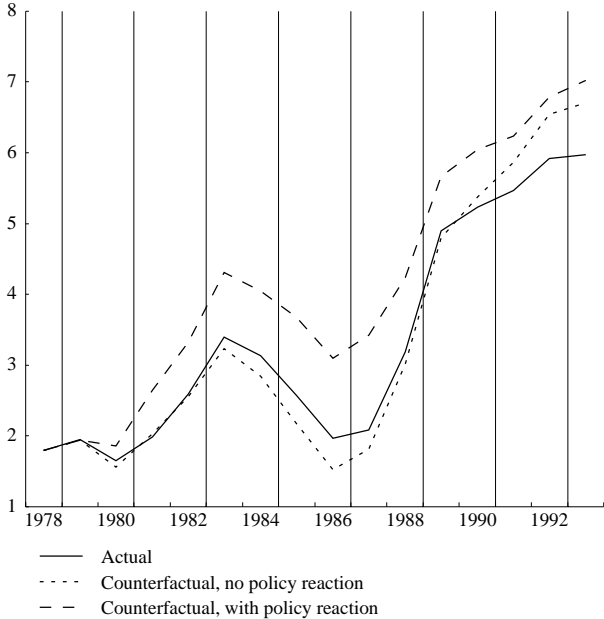 8
7
6
5
4
3
2
1
1978 1980 1982 1984 1986 1988 1990 1992
Actual
Counterfactual, no policy reaction
Counterfactual, with policy reaction